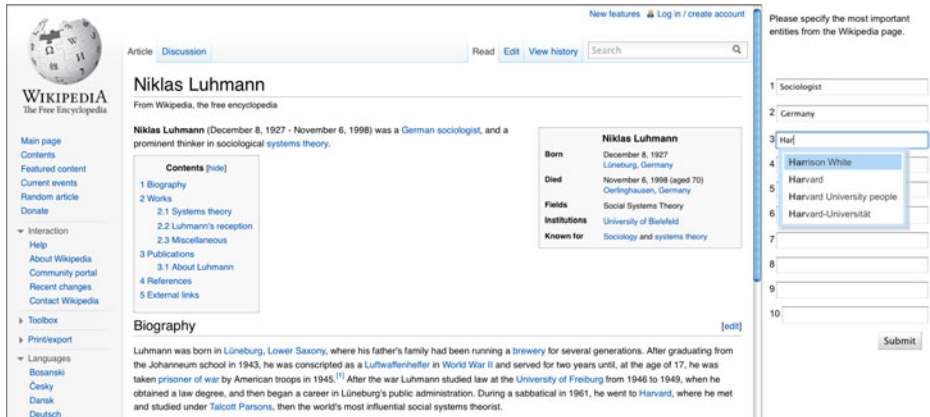 New features Log in / create account
Article Discussion Read Edit View history Search
WIKIPEDIA
The Free Encyclopedia
Main page
Contents
Featured content
Current events
Random article
Donate
Interaction
Help
About Wikipedia
Community portal
Recent changes
Contact Wikipedia
Toolbox
Print/export
Languages
Bosanski
Česky
Dansk
Deutsch
Niklas Luhmann
From Wikipedia, the free encyclopedia
Niklas Luhmann (December 8, 1927 - November 6, 1998) was a German sociologist, and a
prominent thinker in sociological systems theory.
Contents [hide]
1 Biography
2 Works
2.1 Systems theory
2.2 Luhmann's reception
2.3 Miscellaneous
3 Publications
3.1 About Luhmann
4 References
5 External links
Niklas Luhmann
Born December 8, 1927
Lüneburg, Germany
Died November 6, 1998 (aged 70)
Oerlinghausen, Germany
Fields Social Systems Theory
Institutions University of Bielefeld
Known for Sociology and systems theory
Biography [edit]
Luhmann was born in Lüneburg, Lower Saxony, where his father's family had been running a brewery for several generations. After graduating from
the Johanneum school in 1943, he was conscripted as a Luftwaffenhelfer in World War II and served for two years until, at the age of 17, he was
taken prisoner of war by American troops in 1945.[1] After the war Luhmann studied law at the University of Freiburg from 1946 to 1949, when he
obtained a law degree, and then began a career in Lüneburg's public administration. During a sabbatical in 1961, he went to Harvard, where he met
and studied under Talcott Parsons, then the world's most influential social systems theorist.
Please specify the most important
entities from the Wikipedia page.
1 Sociologist
2 Germany
3 Har
Harrison White
Harvard
Harvard University people
Harvard-Universität
4
5
6
7
8
9
10
Submit